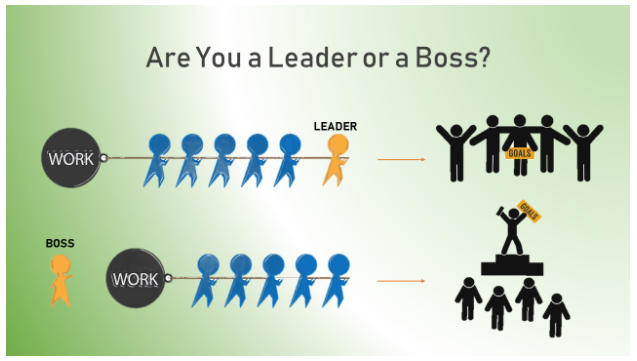 Are You a Leader or a Boss?
LEADER
WORK
GOALS
GOALS
BOSS
WORK